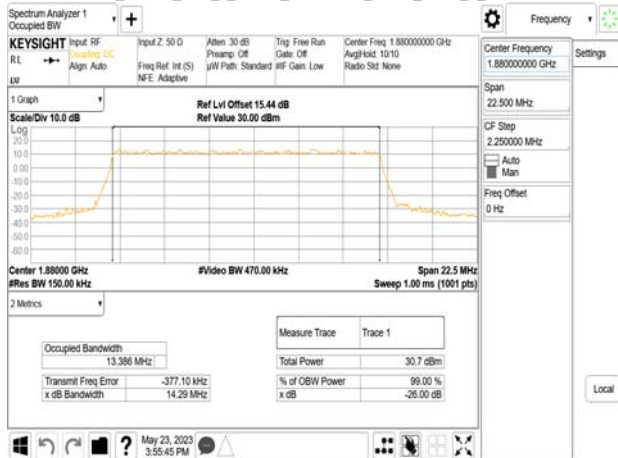 Spectrum Analyzer 1
Occupied BW
+
Frequency
KEYSIGHT
RL
LVI
Input: RF
Coupling: DC
Align: Auto
Input Z: 50 Ω
Freq Ref: Int (S)
NFE: Adaptive
Atten: 30 dB
Preamp: Off
µW Path: Standard
Trig: Free Run
Gate: Off
#IF Gain: Low
Center Freq: 1.880000000 GHz
Avg|Hold: 10/10
Radio Std: None
Center Frequency
1.880000000 GHz
Settings
Span
22.500 MHz
CF Step
2.250000 MHz
Auto
Man
Freq Offset
0 Hz
Local
1 Graph
Scale/Div 10.0 dB
Ref Lvl Offset 15.44 dB
Ref Value 30.00 dBm
Log
20.0
10.0
0.00
-10.0
-20.0
-30.0
-40.0
-50.0
-60.0
Center 1.88000 GHz
#Res BW 150.00 kHz
#Video BW 470.00 kHz
Span 22.5 MHz
Sweep 1.00 ms (1001 pts)
2 Metrics
Occupied Bandwidth
13.386 MHz
Transmit Freq Error -377.10 kHz
x dB Bandwidth 14.29 MHz
Measure Trace Trace 1
Total Power 30.7 dBm
% of OBW Power 99.00 %
x dB -26.00 dB
?
May 23, 2023
3:55:45 PM